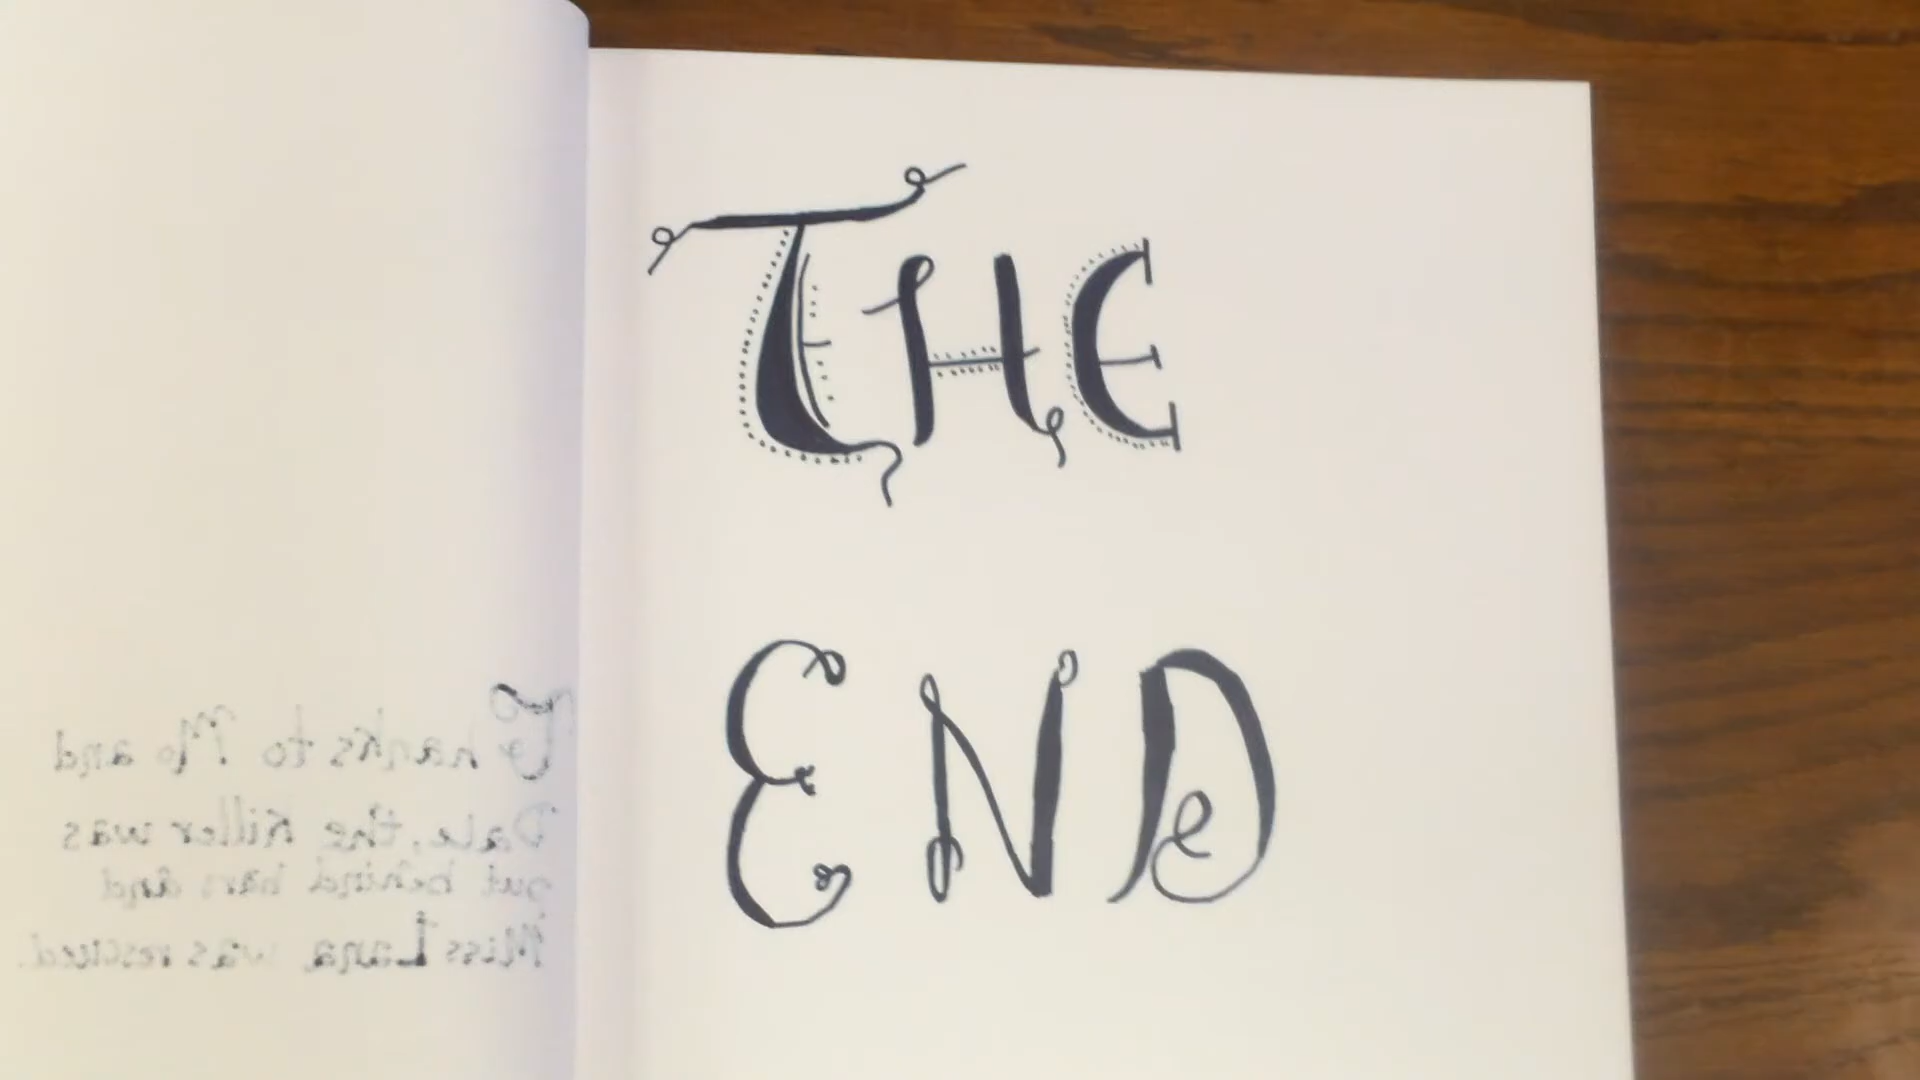 Thanks to Mo and
Dale, the killer was
put behind bars and
Miss Lana was rescued.
THE
END